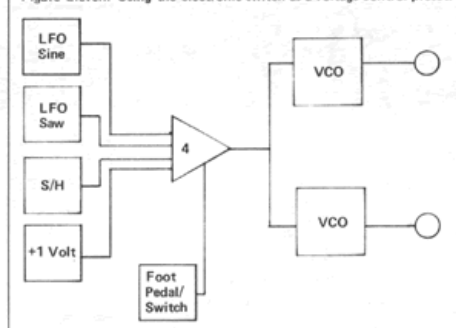 LFO
Sine
VCO
LFO
Saw
4
S/H
VCO
+1 Volt
Foot
Pedal/
Switch